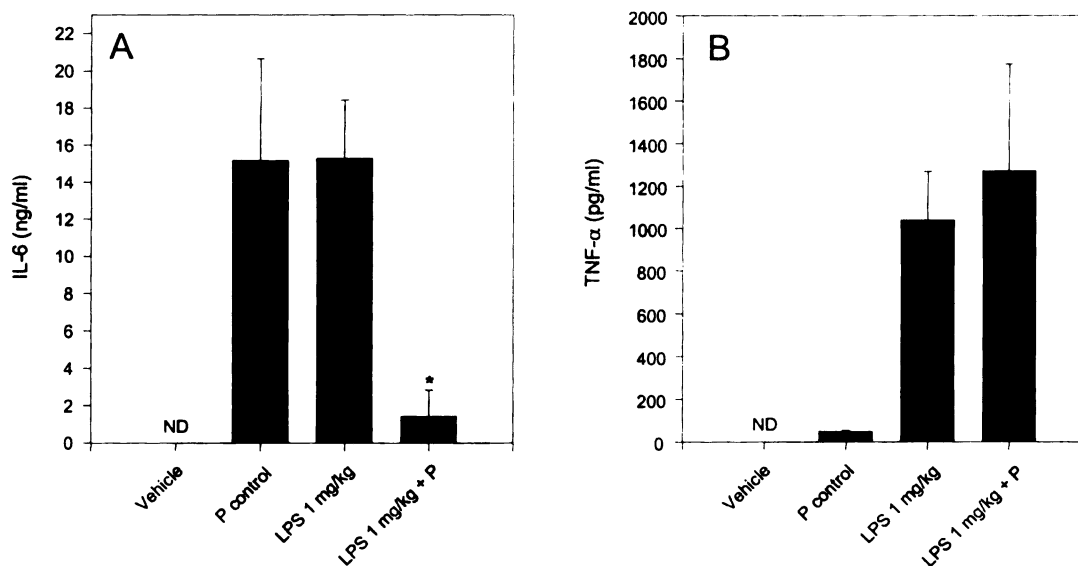 A
IL-6 (ng/ml)
22
20
18
16
14
12
10
8
6
4
2
0
ND
*
Vehicle
P control
LPS 1 mg/kg
LPS 1 mg/kg + P
B
TNF-α (pg/ml)
2000
1800
1600
1400
1200
1000
800
600
400
200
0
ND
Vehicle
P control
LPS 1 mg/kg
LPS 1 mg/kg + P